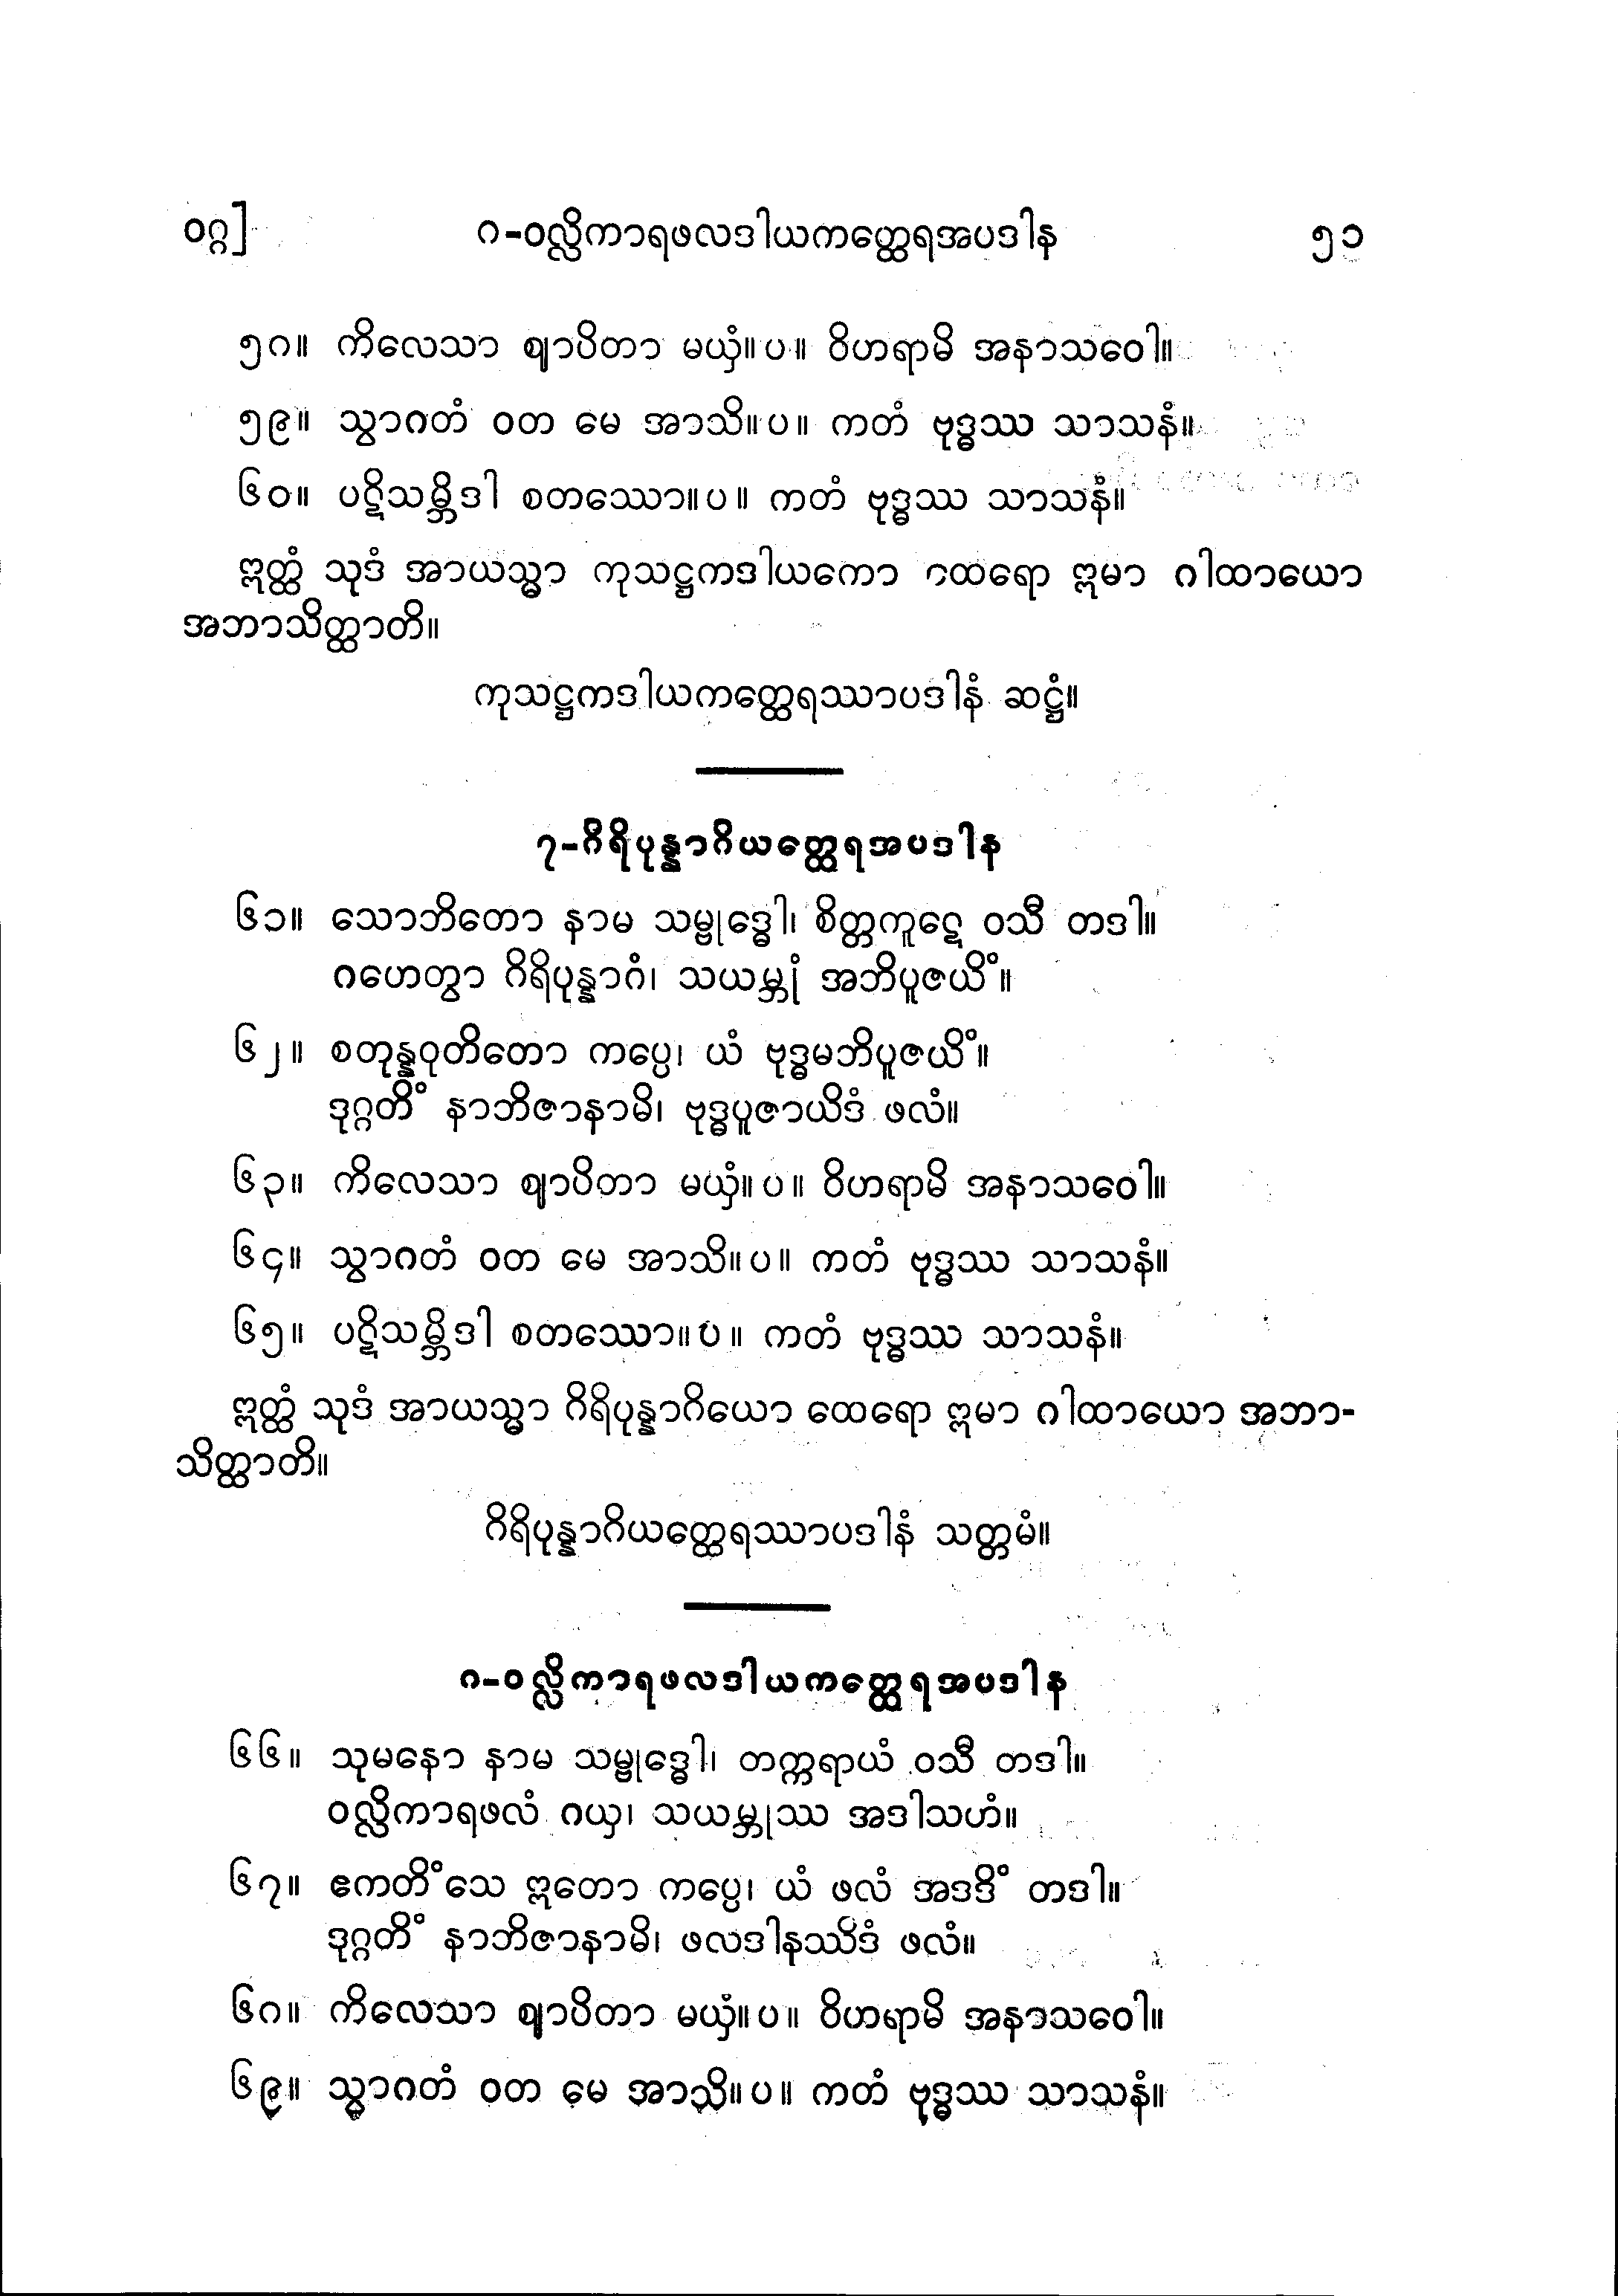 ဝဂ္ဂ] ၈-ဝလ္လိကာရဖလဒါယကတ္ထေရအပဒါန ၅၁
၅၈။ ကိလေသာ ဈာပိတာ မယှံ။ပ။ ဝိဟရာမိ အနာသဝေါ။
၅၉။ သွာဂတံ ဝတ မေ အာသိ။ပ။ ကတံ ဗုဒ္ဓဿ သာသနံ။
၆၀။ ပဋိသမ္ဘိဒါ စတဿော။ပ။ ကတံ ဗုဒ္ဓဿ သာသနံ။
ဣတ္ထံ သုဒံ အာယသ္မာ ကုသဋ္ဌကဒါယကော ထေရော ဣမာ ဂါထာယော
အဘာသိတ္ထာတိ။
ကုသဋ္ဌကဒါယကတ္ထေရဿာပဒါနံ ဆဋ္ဌံ။
၇-ဂိရိပုန္နာဂိယတ္ထေရအပဒါန
၆၁။ သောဘိတော နာမ သမ္ဗုဒ္ဓေါ၊ စိတ္တကူဋေ ဝသီ တဒါ။
ဂဟေတွာ ဂိရိပုန္နာဂံ၊ သယမ္ဘုံ အဘိပူဇယိံ။
၆၂။ စတုန္နဝုတိတော ကပ္ပေ၊ ယံ ဗုဒ္ဓမဘိပူဇယိံ။
ဒုဂ္ဂတိံ နာဘိဇာနာမိ၊ ဗုဒ္ဓပူဇာယိဒံ ဖလံ။
၆၃။ ကိလေသာ ဈာပိတာ မယှံ။ပ။ ဝိဟရာမိ အနာသဝေါ။
၆၄။ သွာဂတံ ဝတ မေ အာသိ။ပ။ ကတံ ဗုဒ္ဓဿ သာသနံ။
၆၅။ ပဋိသမ္ဘိဒါ စတဿော။ပ။ ကတံ ဗုဒ္ဓဿ သာသနံ။
ဣတ္ထံ သုဒံ အာယသ္မာ ဂိရိပုန္နာဂိယော ထေရော ဣမာ ဂါထာယော အဘာ-
သိတ္ထာတိ။
ဂိရိပုန္နာဂိယတ္ထေရဿာပဒါနံ သတ္တမံ။
၈-ဝလ္လိကာရဖလဒါယကတ္ထေရအပဒါန
၆၆။ သုမနော နာမ သမ္ဗုဒ္ဓေါ၊ တက္ကရာယံ ဝသီ တဒါ။
ဝလ္လိကာရဖလံ ဂယှ၊ သယမ္ဘုဿ အဒါသဟံ။
၆၇။ ဧကတိံသေ ဣတော ကပ္ပေ၊ ယံ ဖလံ အဒဒိံ တဒါ။
ဒုဂ္ဂတိံ နာဘိဇာနာမိ၊ ဖလဒါနဿိဒံ ဖလံ။
၆၈။ ကိလေသာ ဈာပိတာ မယှံ။ပ။ ဝိဟရာမိ အနာသဝေါ။
၆၉။ သွာဂတံ ဝတ မေ အာသိ။ပ။ ကတံ ဗုဒ္ဓဿ သာသနံ။